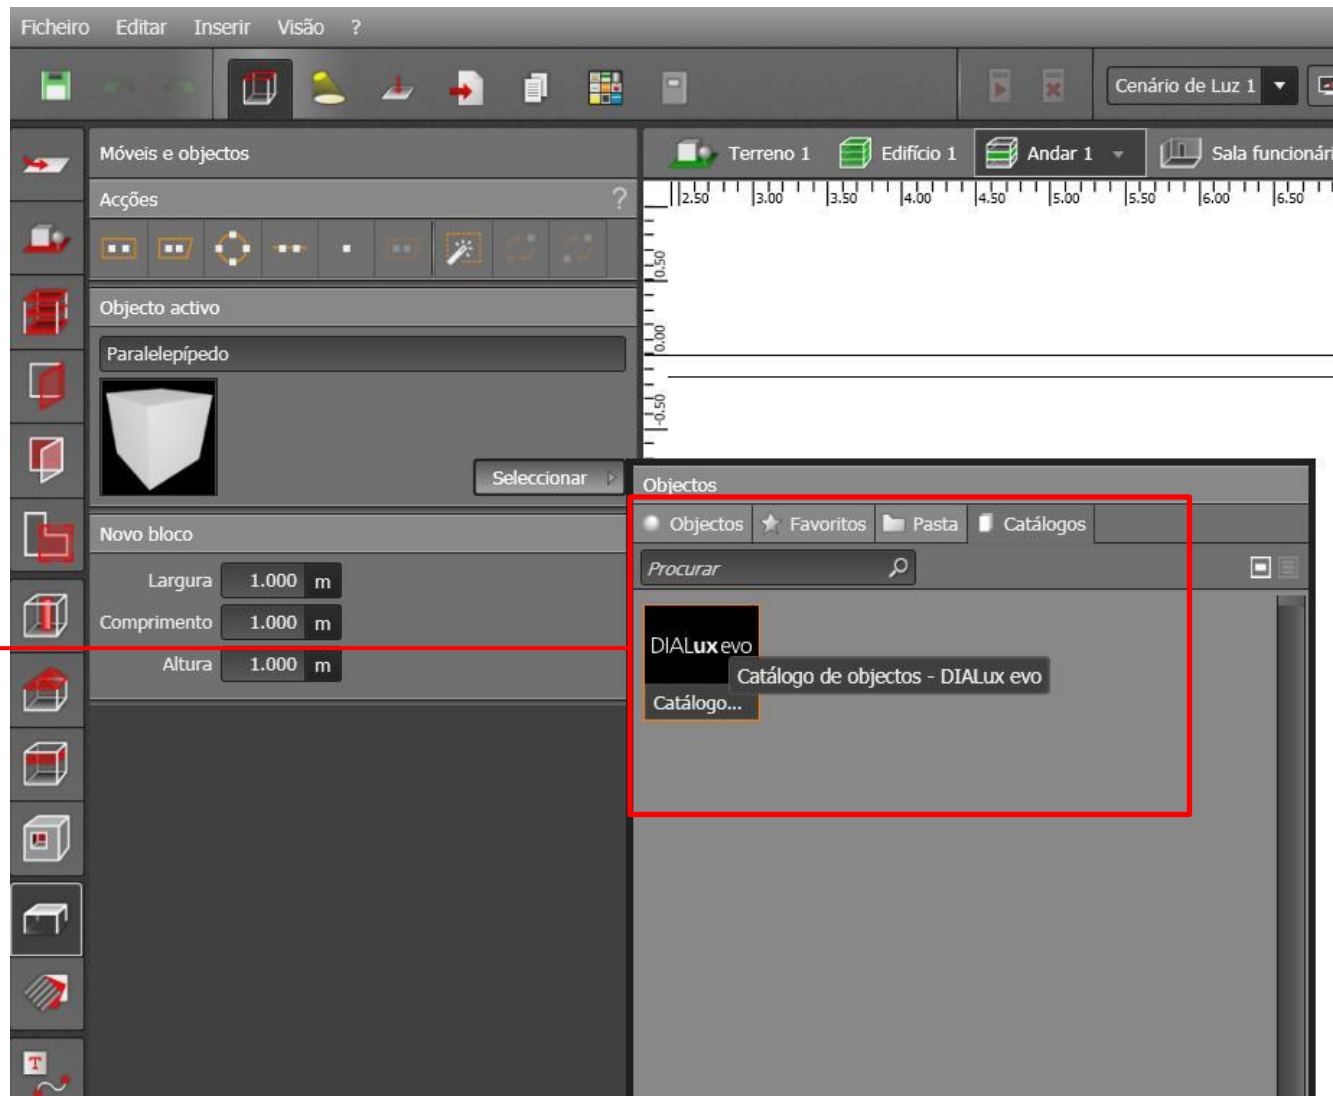 Ficheiro Editar Inserir Visão ?
Cenário de Luz 1
Móveis e objectos
Terreno 1 Edifício 1 Andar 1 Sala funcionári
Acções ?
2.50 3.00 3.50 4.00 4.50 5.00 5.50 6.00 6.50
0.50
Objecto activo
0.00
Paralelepípedo
-0.50
Seleccionar
Objectos
Objectos Favoritos Pasta Catálogos
Novo bloco
Procurar
Largura 1.000 m
Comprimento 1.000 m
Altura 1.000 m
DIALux evo
Catálogo de objectos - DIALux evo
Catálogo...
T